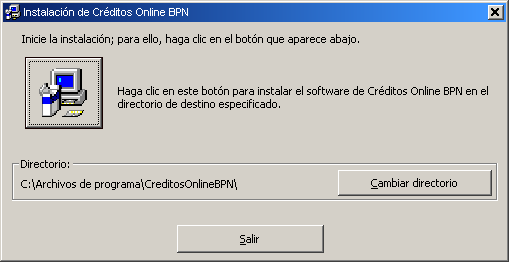 Instalación de Créditos Online BPN
Inicie la instalación; para ello, haga clic en el botón que aparece abajo.
Haga clic en este botón para instalar el software de Créditos Online BPN en el
directorio de destino especificado.
Directorio:
C:\Archivos de programa\CreditosOnlineBPN\
Cambiar directorio
Salir